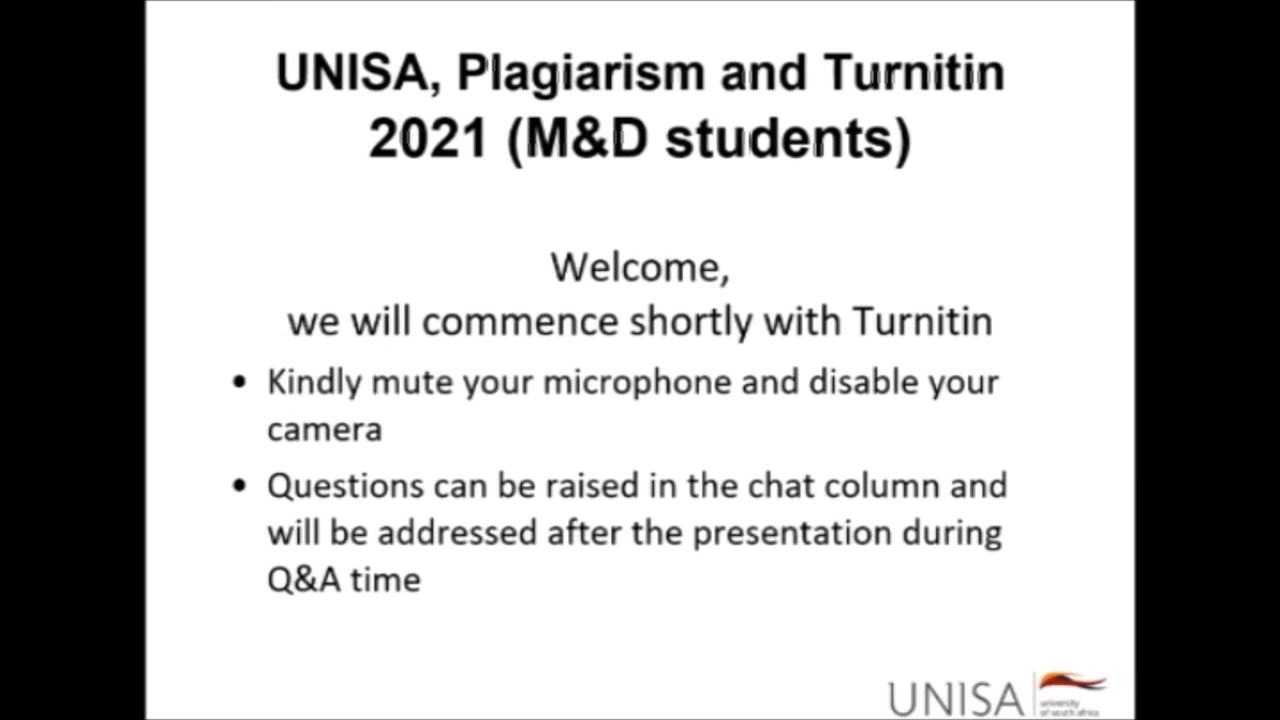 UNISA, Plagiarism and Turnitin
2021 (M&D students)
Welcome,
we will commence shortly with Turnitin
• Kindly mute your microphone and disable your
camera
• Questions can be raised in the chat column and
will be addressed after the presentation during
Q&A time
UNISA
university
of south africa